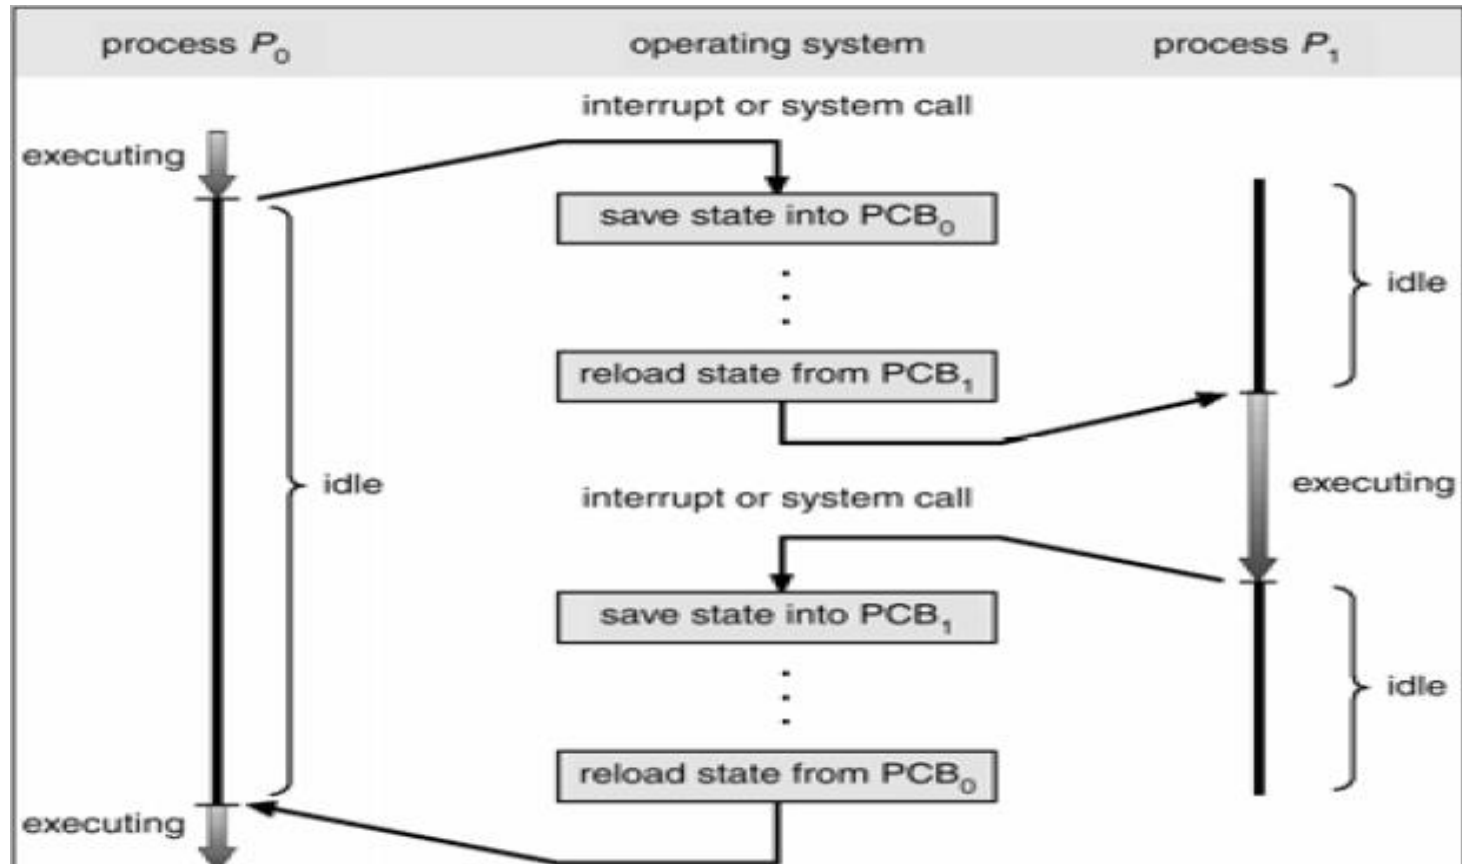 process P₀ operating system process P₁
interrupt or system call
executing
save state into PCB₀
idle
reload state from PCB₁
idle
executing
interrupt or system call
save state into PCB₁
idle
reload state from PCB₀
executing